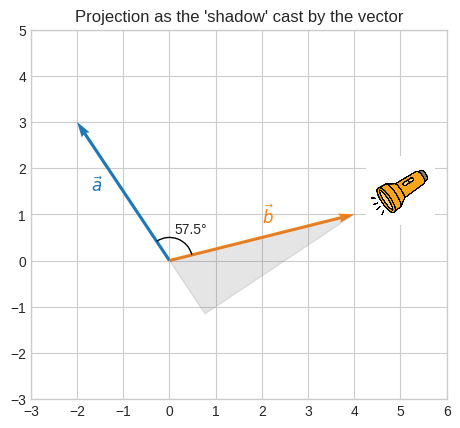 Projection as the 'shadow' cast by the vector
5
4
3
2
1
0
−1
−2
−3
a⃗
57.5°
b⃗
−3 −2 −1 0 1 2 3 4 5 6